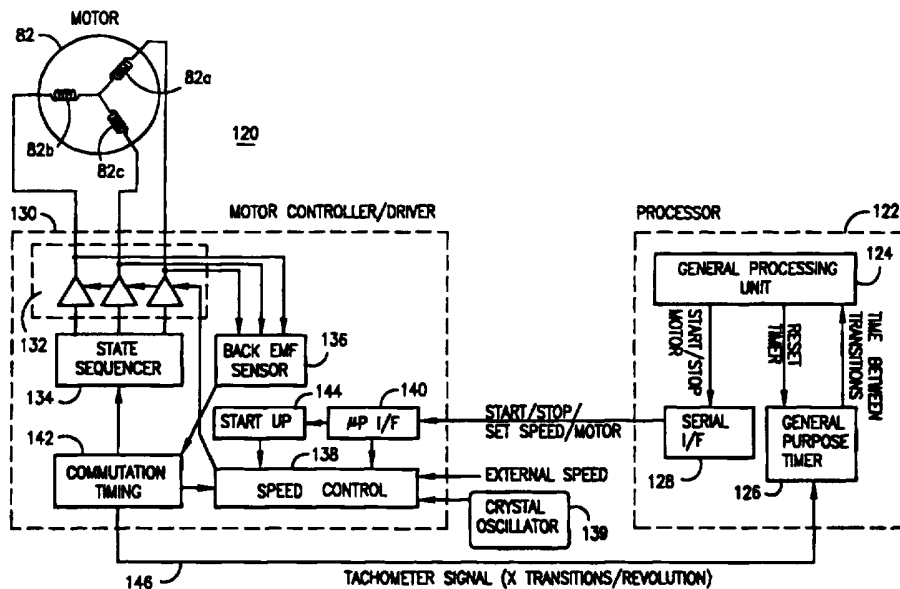 MOTOR
82
82a
82b
82c
120
130
MOTOR CONTROLLER/DRIVER
PROCESSOR
122
GENERAL PROCESSING
UNIT
124
START/STOP
MOTOR
RESET
TIMER
TIME BETWEEN
TRANSITIONS
132
STATE
SEQUENCER
134
BACK EMF
SENSOR
136
144
140
START UP
µP I/F
START/STOP/
SET SPEED/MOTOR
SERIAL
I/F
128
GENERAL
PURPOSE
TIMER
126
142
COMMUTATION
TIMING
138
SPEED CONTROL
EXTERNAL SPEED
CRYSTAL
OSCILLATOR
139
146
TACHOMETER SIGNAL (X TRANSITIONS/REVOLUTION)